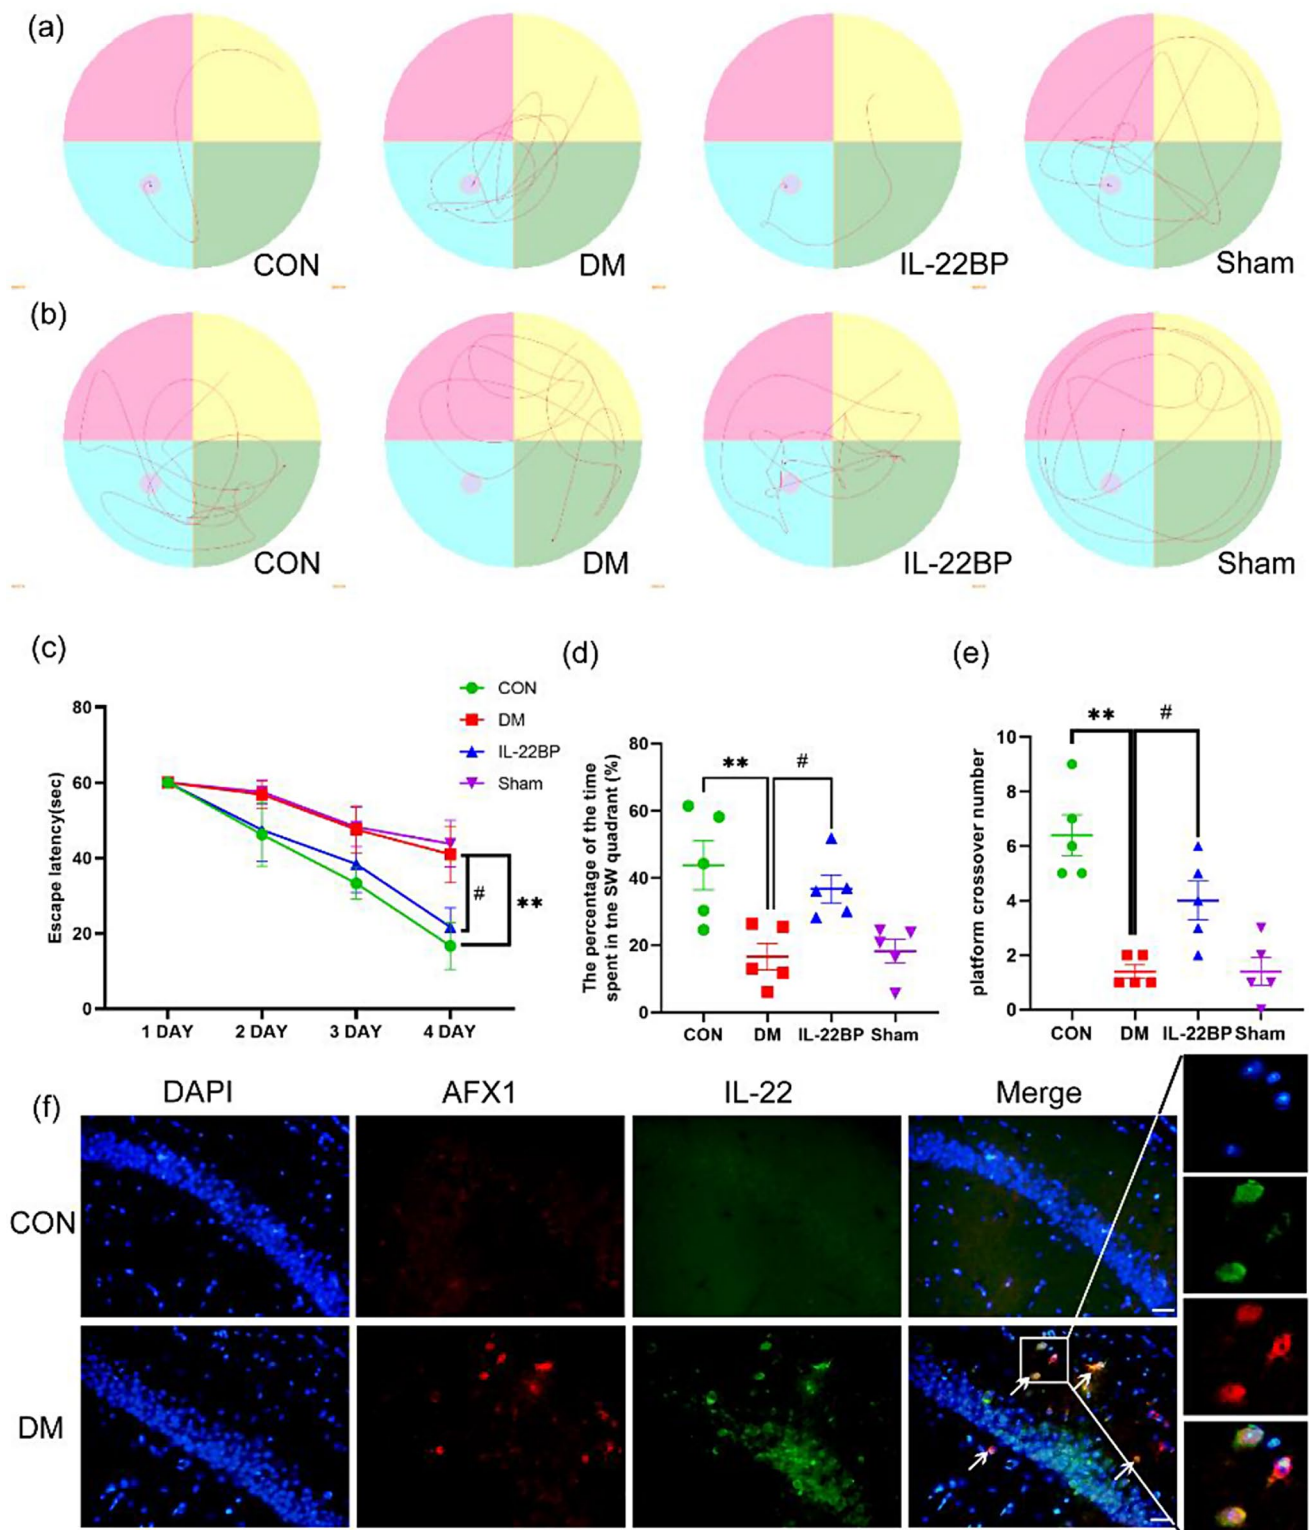 (a)
CON
DM
IL-22BP
Sham
(b)
CON
DM
IL-22BP
Sham
(c)
CON
DM
IL-22BP
Sham
80
60
40
20
0
Escape latency(sec)
1 DAY
2 DAY
3 DAY
4 DAY
#
**
(d)
The percentage of the time
spent in tne SW quadrant (%)
80
60
40
20
0
**
#
CON
DM
IL-22BP
Sham
(e)
platform crossover number
10
8
6
4
2
0
**
#
CON
DM
IL-22BP
Sham
(f)
DAPI
AFX1
IL-22
Merge
CON
DM